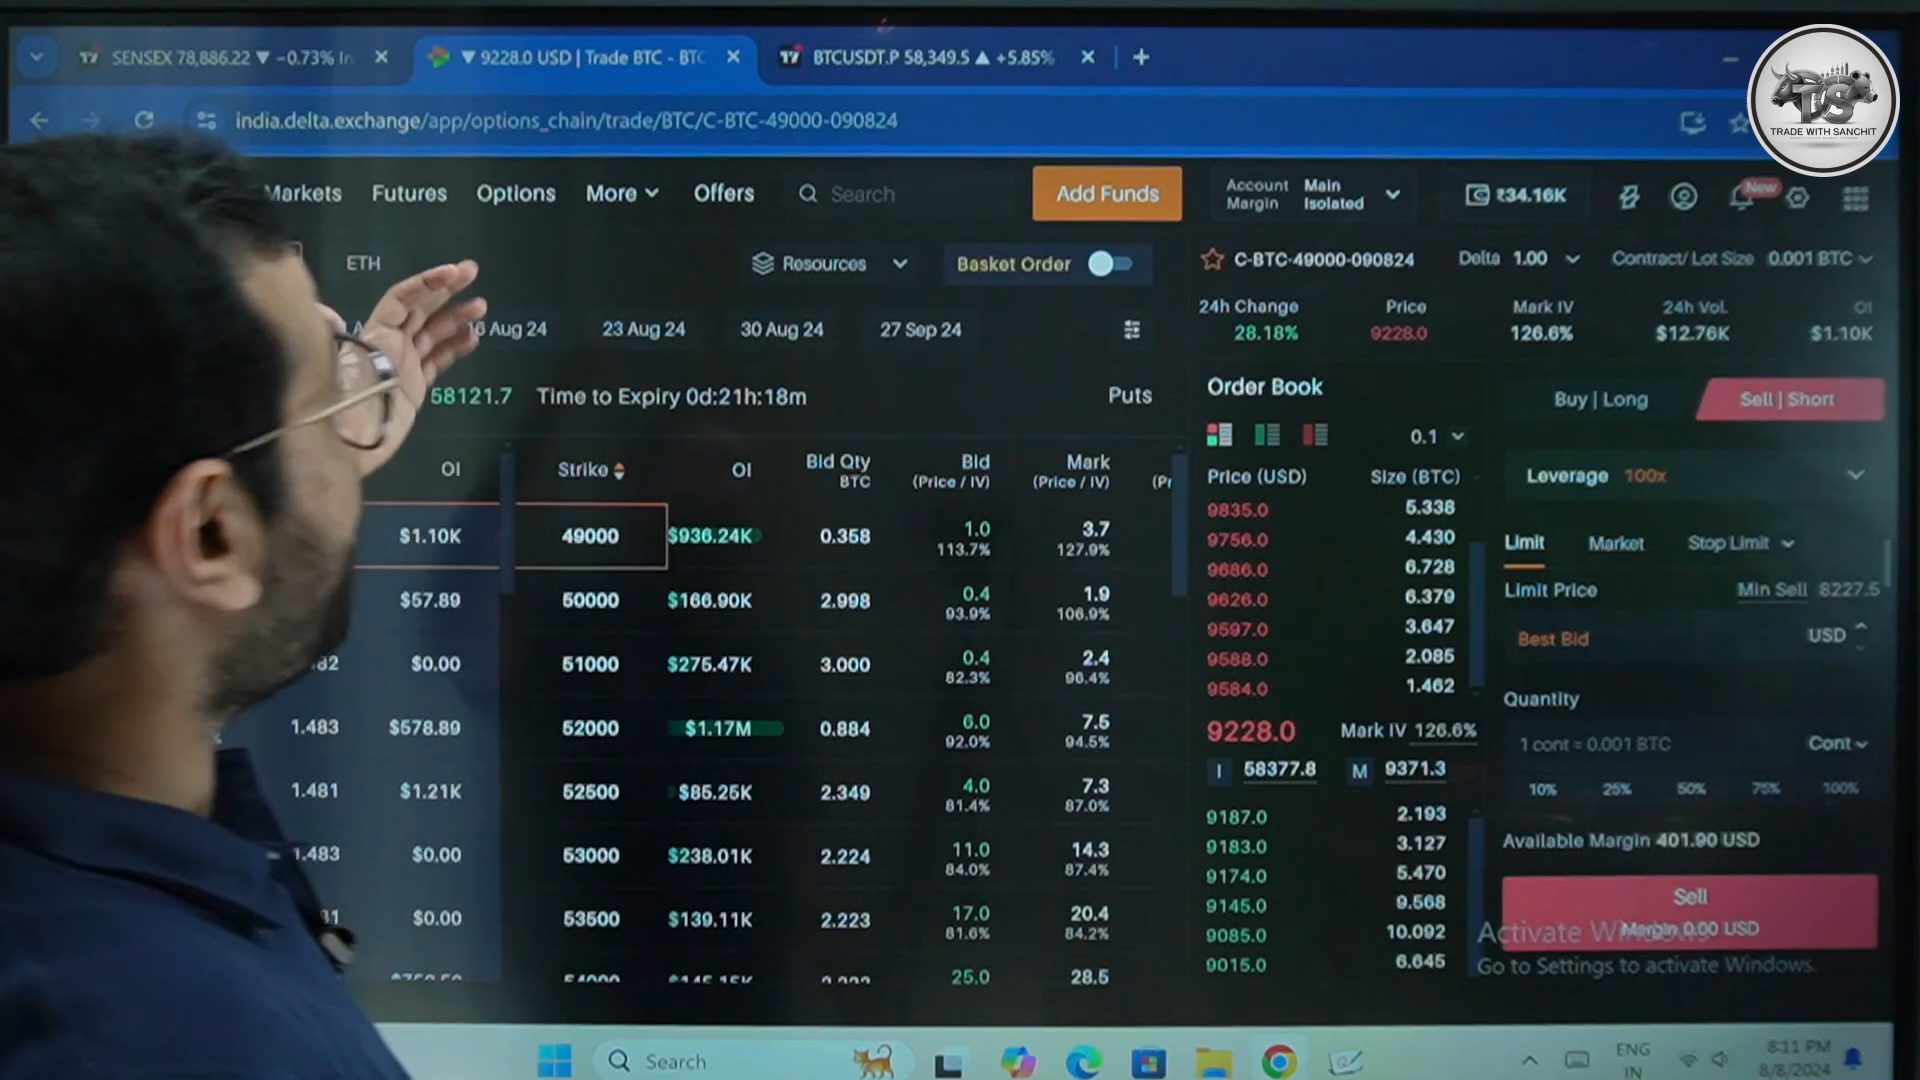 SENSEX 78,886.22 ▼ −0.73%
▼ 9228.0 USD | Trade BTC - BTC
BTCUSDT.P 58,349.5 ▲ +5.85%
india.delta.exchange/app/options_chain/trade/BTC/C-BTC-49000-090824
TRADE WITH SANCHIT
Markets Futures Options More Offers Search Add Funds Account Margin Main Isolated ₹34.16K New
ETH Resources Basket Order
C-BTC-49000-090824 Delta 1.00 Contract/ Lot Size 0.001 BTC
24h Change Price Mark IV 24h Vol. OI
28.18% 9228.0 126.6% $12.76K $1.10K
16 Aug 24 23 Aug 24 30 Aug 24 27 Sep 24
58121.7 Time to Expiry 0d:21h:18m Puts
OI Strike OI Bid Qty BTC Bid (Price / IV) Mark (Price / IV) (Pr
$1.10K 49000 $936.24K 0.358 1.0 3.7
113.7% 127.9%
$57.89 50000 $166.90K 2.998 0.4 1.9
93.9% 106.9%
$0.00 51000 $275.47K 3.000 0.4 2.4
82.3% 96.4%
1.483 $578.89 52000 $1.17M 0.884 6.0 7.5
92.0% 94.5%
1.481 $1.21K 52500 $85.25K 2.349 4.0 7.3
81.4% 87.0%
1.483 $0.00 53000 $238.01K 2.224 11.0 14.3
84.0% 87.4%
$0.00 53500 $139.11K 2.223 17.0 20.4
81.6% 84.2%
54000 25.0 28.5
Order Book
0.1
Price (USD) Size (BTC)
9835.0 5.338
9756.0 4.430
9686.0 6.728
9626.0 6.379
9597.0 3.647
9588.0 2.085
9584.0 1.462
9228.0 Mark IV 126.6%
I 58377.8 M 9371.3
9187.0 2.193
9183.0 3.127
9174.0 5.470
9145.0 9.568
9085.0 10.092
9015.0 6.645
Buy | Long Sell | Short
Leverage 100x
Limit Market Stop Limit
Limit Price Min Sell 8227.5
Best Bid USD
Quantity
1 cont = 0.001 BTC Cont
10% 25% 50% 75% 100%
Available Margin 401.90 USD
Sell
Margin 0.00 USD
Activate Windows
Go to Settings to activate Windows.
Search
ENG
IN
8:11 PM
8/8/2024